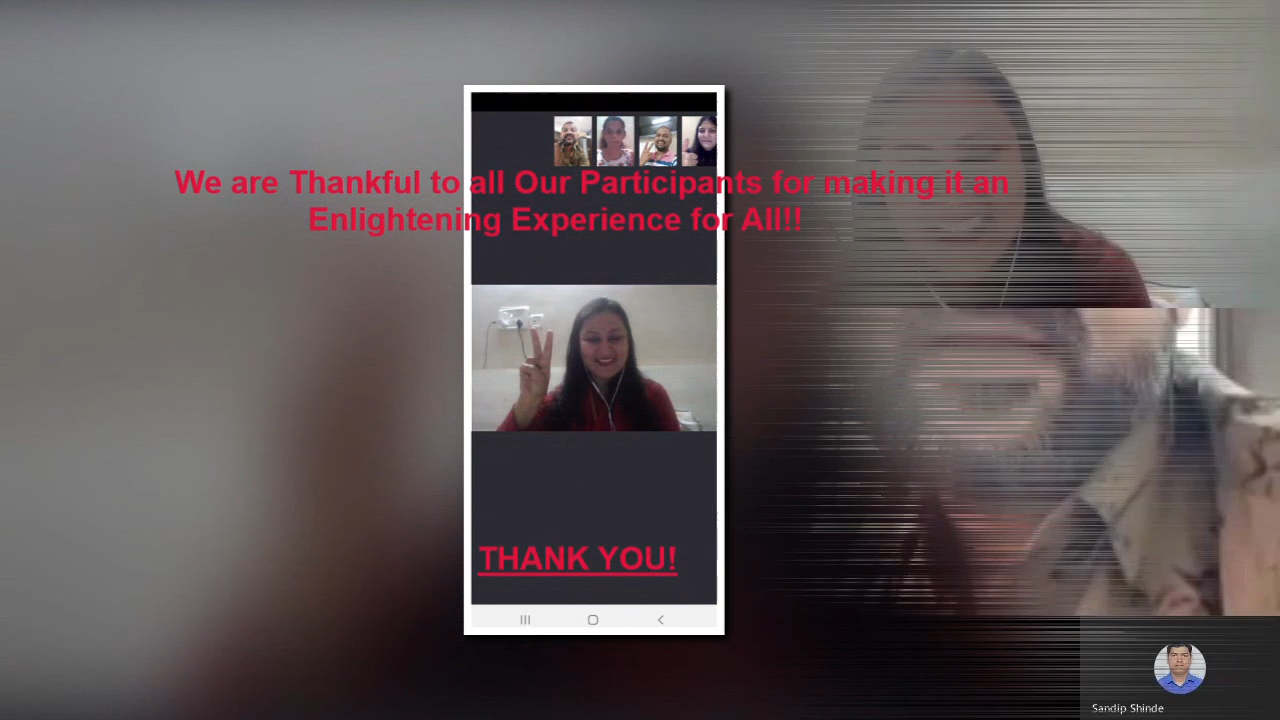 We are Thankful to all Our Participants for making it an
Enlightening Experience for All!!
THANK YOU!
Sandip Shinde